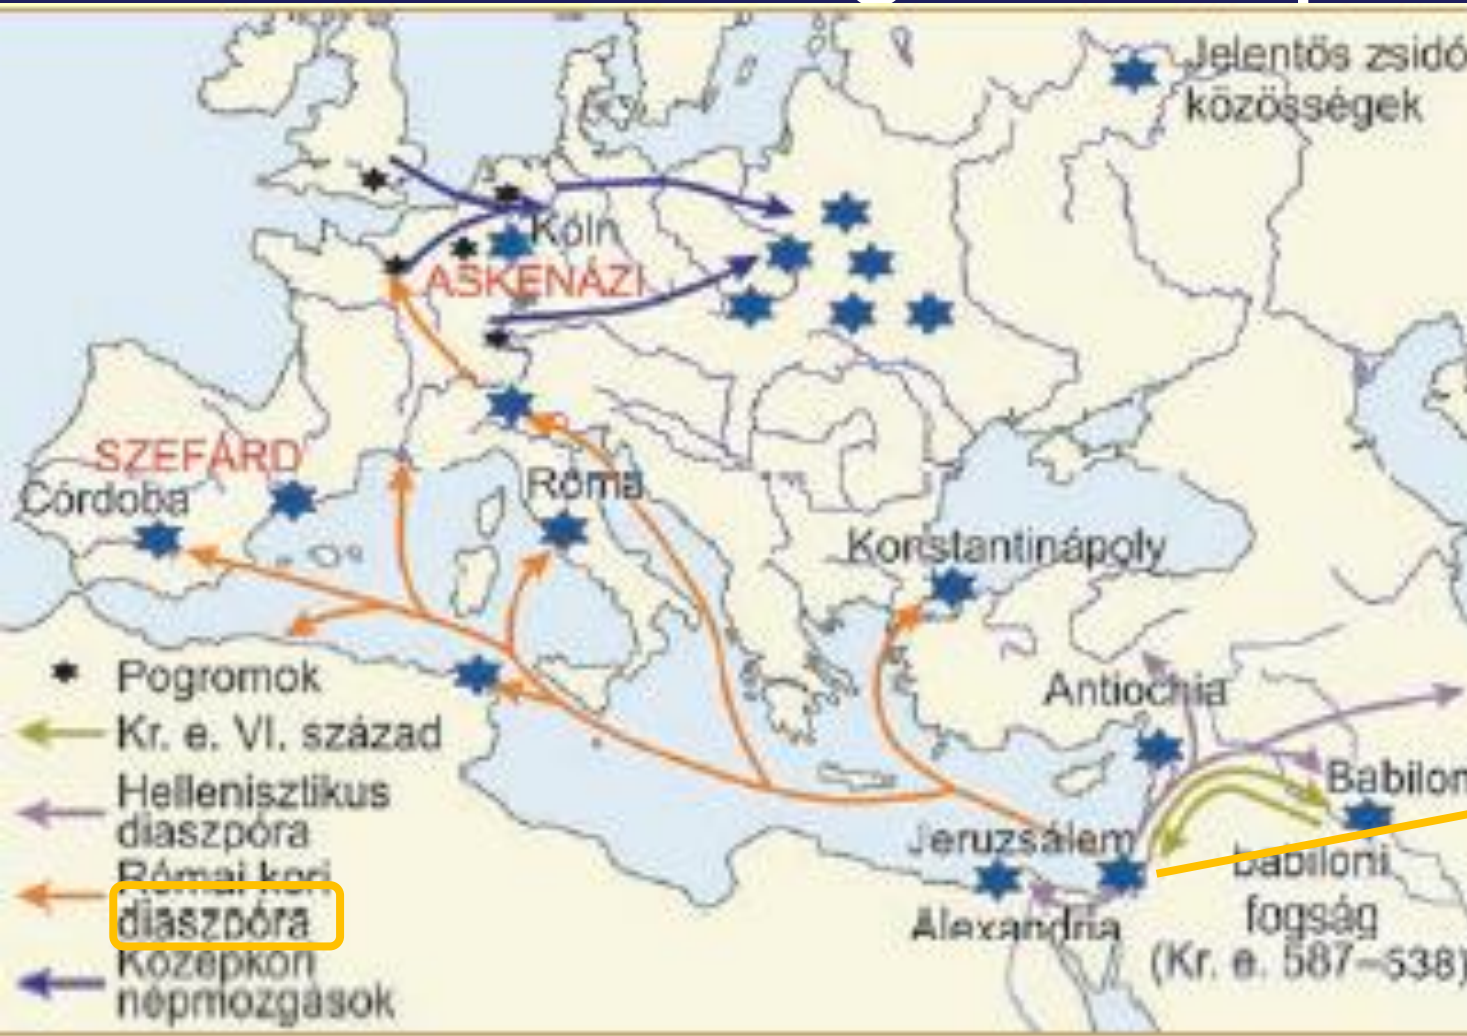 Jelentős zsidó
közösségek
Köln
ASKENÁZI
SZEFÁRD
Córdoba
Róma
Konstantinápoly
Antiochia
Babilon
Jeruzsálem
babiloni
fogság
(Kr. e. 587–538)
Alexandria
Pogromok
Kr. e. VI. század
Hellenisztikus
diaszpóra
Római kori
diaszpóra
Középkori
népmozgások